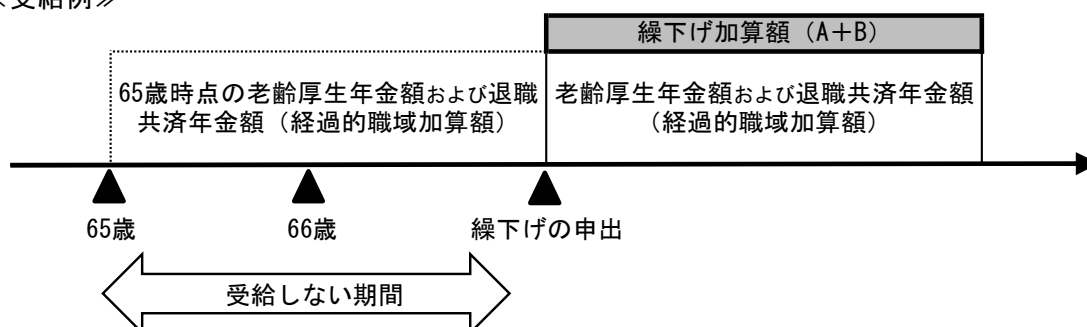 受給例≫
繰下げ加算額（A＋B）
65歳時点の老齢厚生年金額および退職
共済年金額（経過的職域加算額）
老齢厚生年金額および退職共済年金額
（経過的職域加算額）
65歳
66歳
繰下げの申出
受給しない期間